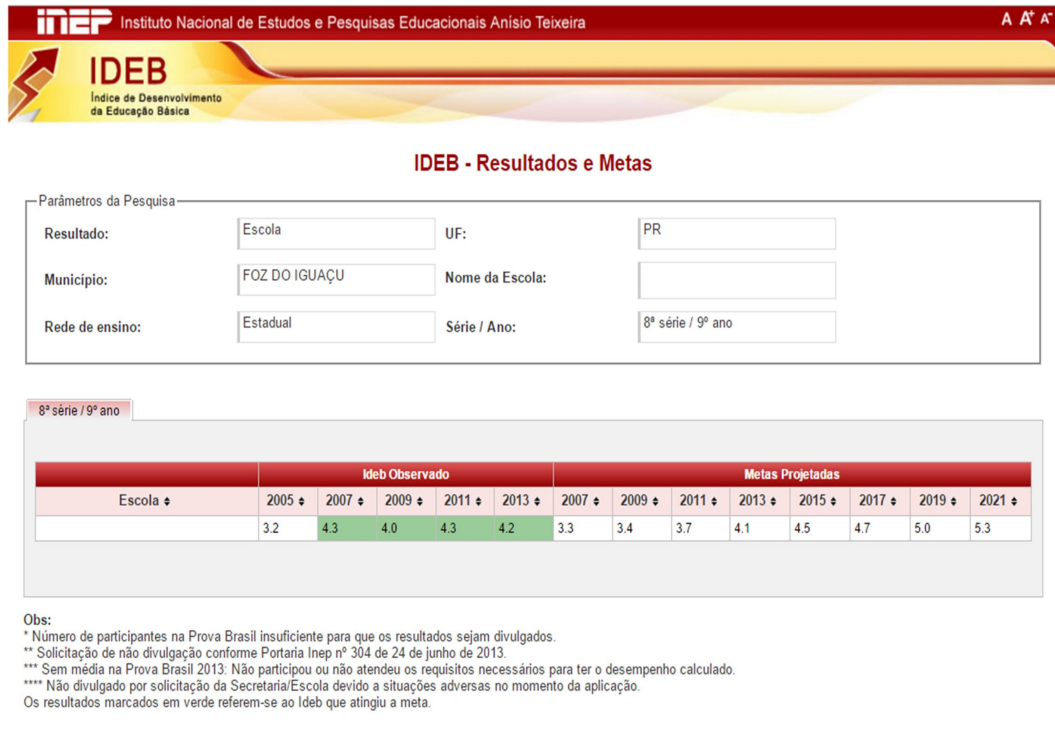 inep Instituto Nacional de Estudos e Pesquisas Educacionais Anísio Teixeira A A+ A-
IDEB
Índice de Desenvolvimento
da Educação Básica
IDEB - Resultados e Metas
Parâmetros da Pesquisa
Resultado: Escola UF: PR
Município: FOZ DO IGUAÇU Nome da Escola:
Rede de ensino: Estadual Série / Ano: 8ª série / 9º ano
8ª série / 9º ano
Ideb Observado Metas Projetadas
Escola 2005 2007 2009 2011 2013 2007 2009 2011 2013 2015 2017 2019 2021
3.2 4.3 4.0 4.3 4.2 3.3 3.4 3.7 4.1 4.5 4.7 5.0 5.3
Obs:
* Número de participantes na Prova Brasil insuficiente para que os resultados sejam divulgados.
** Solicitação de não divulgação conforme Portaria Inep nº 304 de 24 de junho de 2013.
*** Sem média na Prova Brasil 2013: Não participou ou não atendeu os requisitos necessários para ter o desempenho calculado.
**** Não divulgado por solicitação da Secretaria/Escola devido a situações adversas no momento da aplicação.
Os resultados marcados em verde referem-se ao Ideb que atingiu a meta.